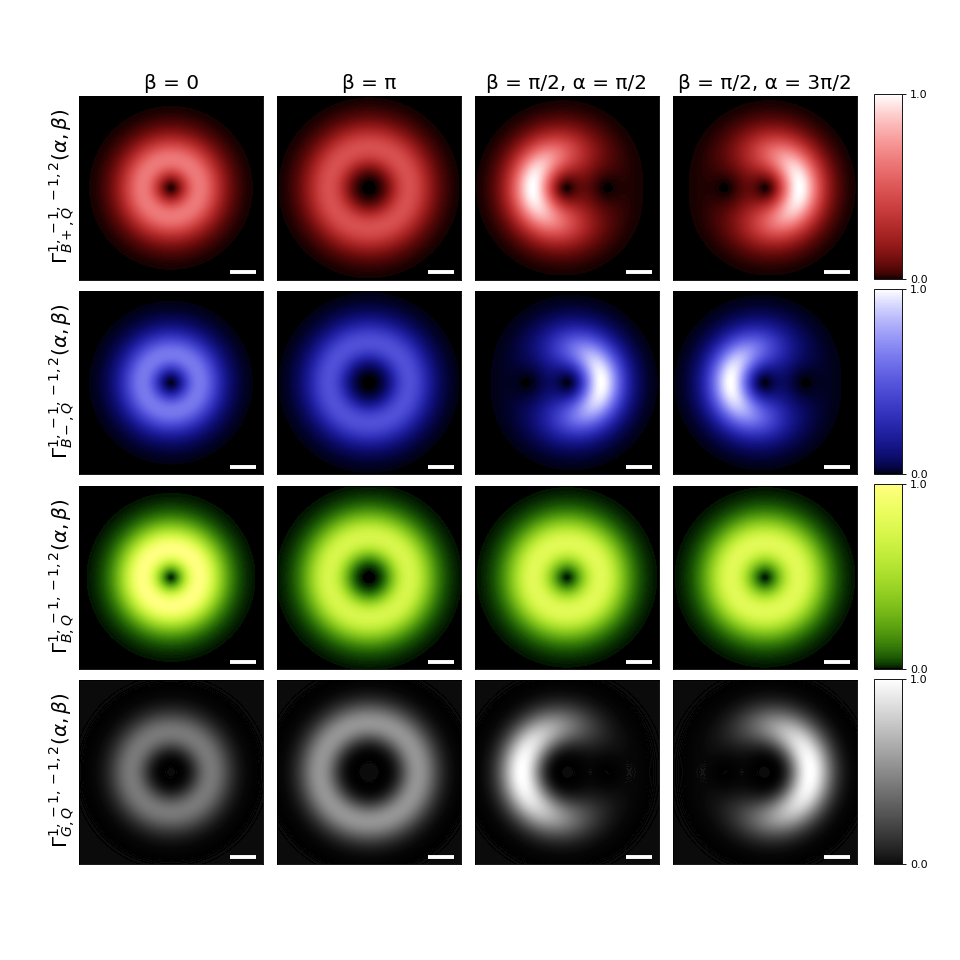 β = 0
β = π
β = π/2, α = π/2
β = π/2, α = 3π/2
Γ^{1,−1,−1,2}_{B+,Q}(α, β)
1.0
0.0
Γ^{1,−1,−1,2}_{B−,Q}(α, β)
1.0
0.0
Γ^{1,−1,−1,2}_{B,Q}(α, β)
1.0
0.0
Γ^{1,−1,−1,2}_{G,Q}(α, β)
1.0
0.0